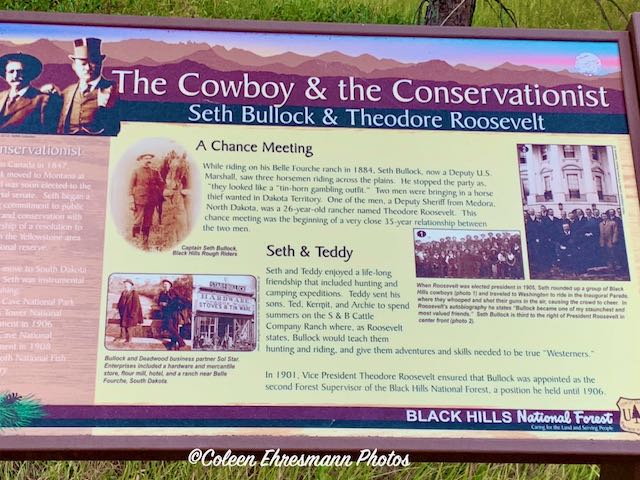 The Cowboy & the Conservationist
Seth Bullock & Theodore Roosevelt
onservationist
n Canada in 1847,
moved to Montana at
was soon elected to the
rial senate. Seth began a
commitment to public
and conservation with
rship of a resolution to
n the Yellowstone area
onal reserve.
move to South Dakota
Seth was instrumental
Cave National Park
Tower National
ment in 1906
Cave National
in 1908
oth National Fish
ry
A Chance Meeting
While riding on his Belle Fourche ranch in 1884, Seth Bullock, now a Deputy U.S.
Marshall, saw three horsemen riding across the plains. He stopped the party as,
"they looked like a "tin-horn gambling outfit." Two men were bringing in a horse
thief wanted in Dakota Territory. One of the men, a Deputy Sheriff from Medora,
North Dakota, was a 26-year-old rancher named Theodore Roosevelt. This
chance meeting was the beginning of a very close 35-year relationship between
the two men.
Captain Seth Bullock,
Black Hills Rough Riders
Seth & Teddy
Seth and Teddy enjoyed a life-long
friendship that included hunting and
camping expeditions. Teddy sent his
sons, Ted, Kermit, and Archie to spend
summers on the S & B Cattle
Company Ranch where, as Roosevelt
states, Bullock would teach them
hunting and riding, and give them adventures and skills needed to be true "Westerners."
In 1901, Vice President Theodore Roosevelt ensured that Bullock was appointed as the
second Forest Supervisor of the Black Hills National Forest, a position he held until 1906.
STAR & BULLOCK
HARDWARE
STOVES &
TIN WARE
Bullock and Deadwood business partner Sol Star.
Enterprises included a hardware and mercantile
store, flour mill, hotel, and a ranch near Belle
Fourche, South Dakota.
1
2
When Roosevelt was elected president in 1905, Seth rounded up a group of Black
Hills cowboys (photo 1) and traveled to Washington to ride in the Inaugural Parade,
where they whooped and shot their guns in the air, causing the crowd to cheer. In
Roosevelt's autobiography he states "Bullock became one of my staunchest and
most valued friends." Seth Bullock is to the third to right of President Roosevelt in
center front (photo 2).
BLACK HILLS National Forest
Caring for the Land and Serving People
©Coleen Ehresmann Photos